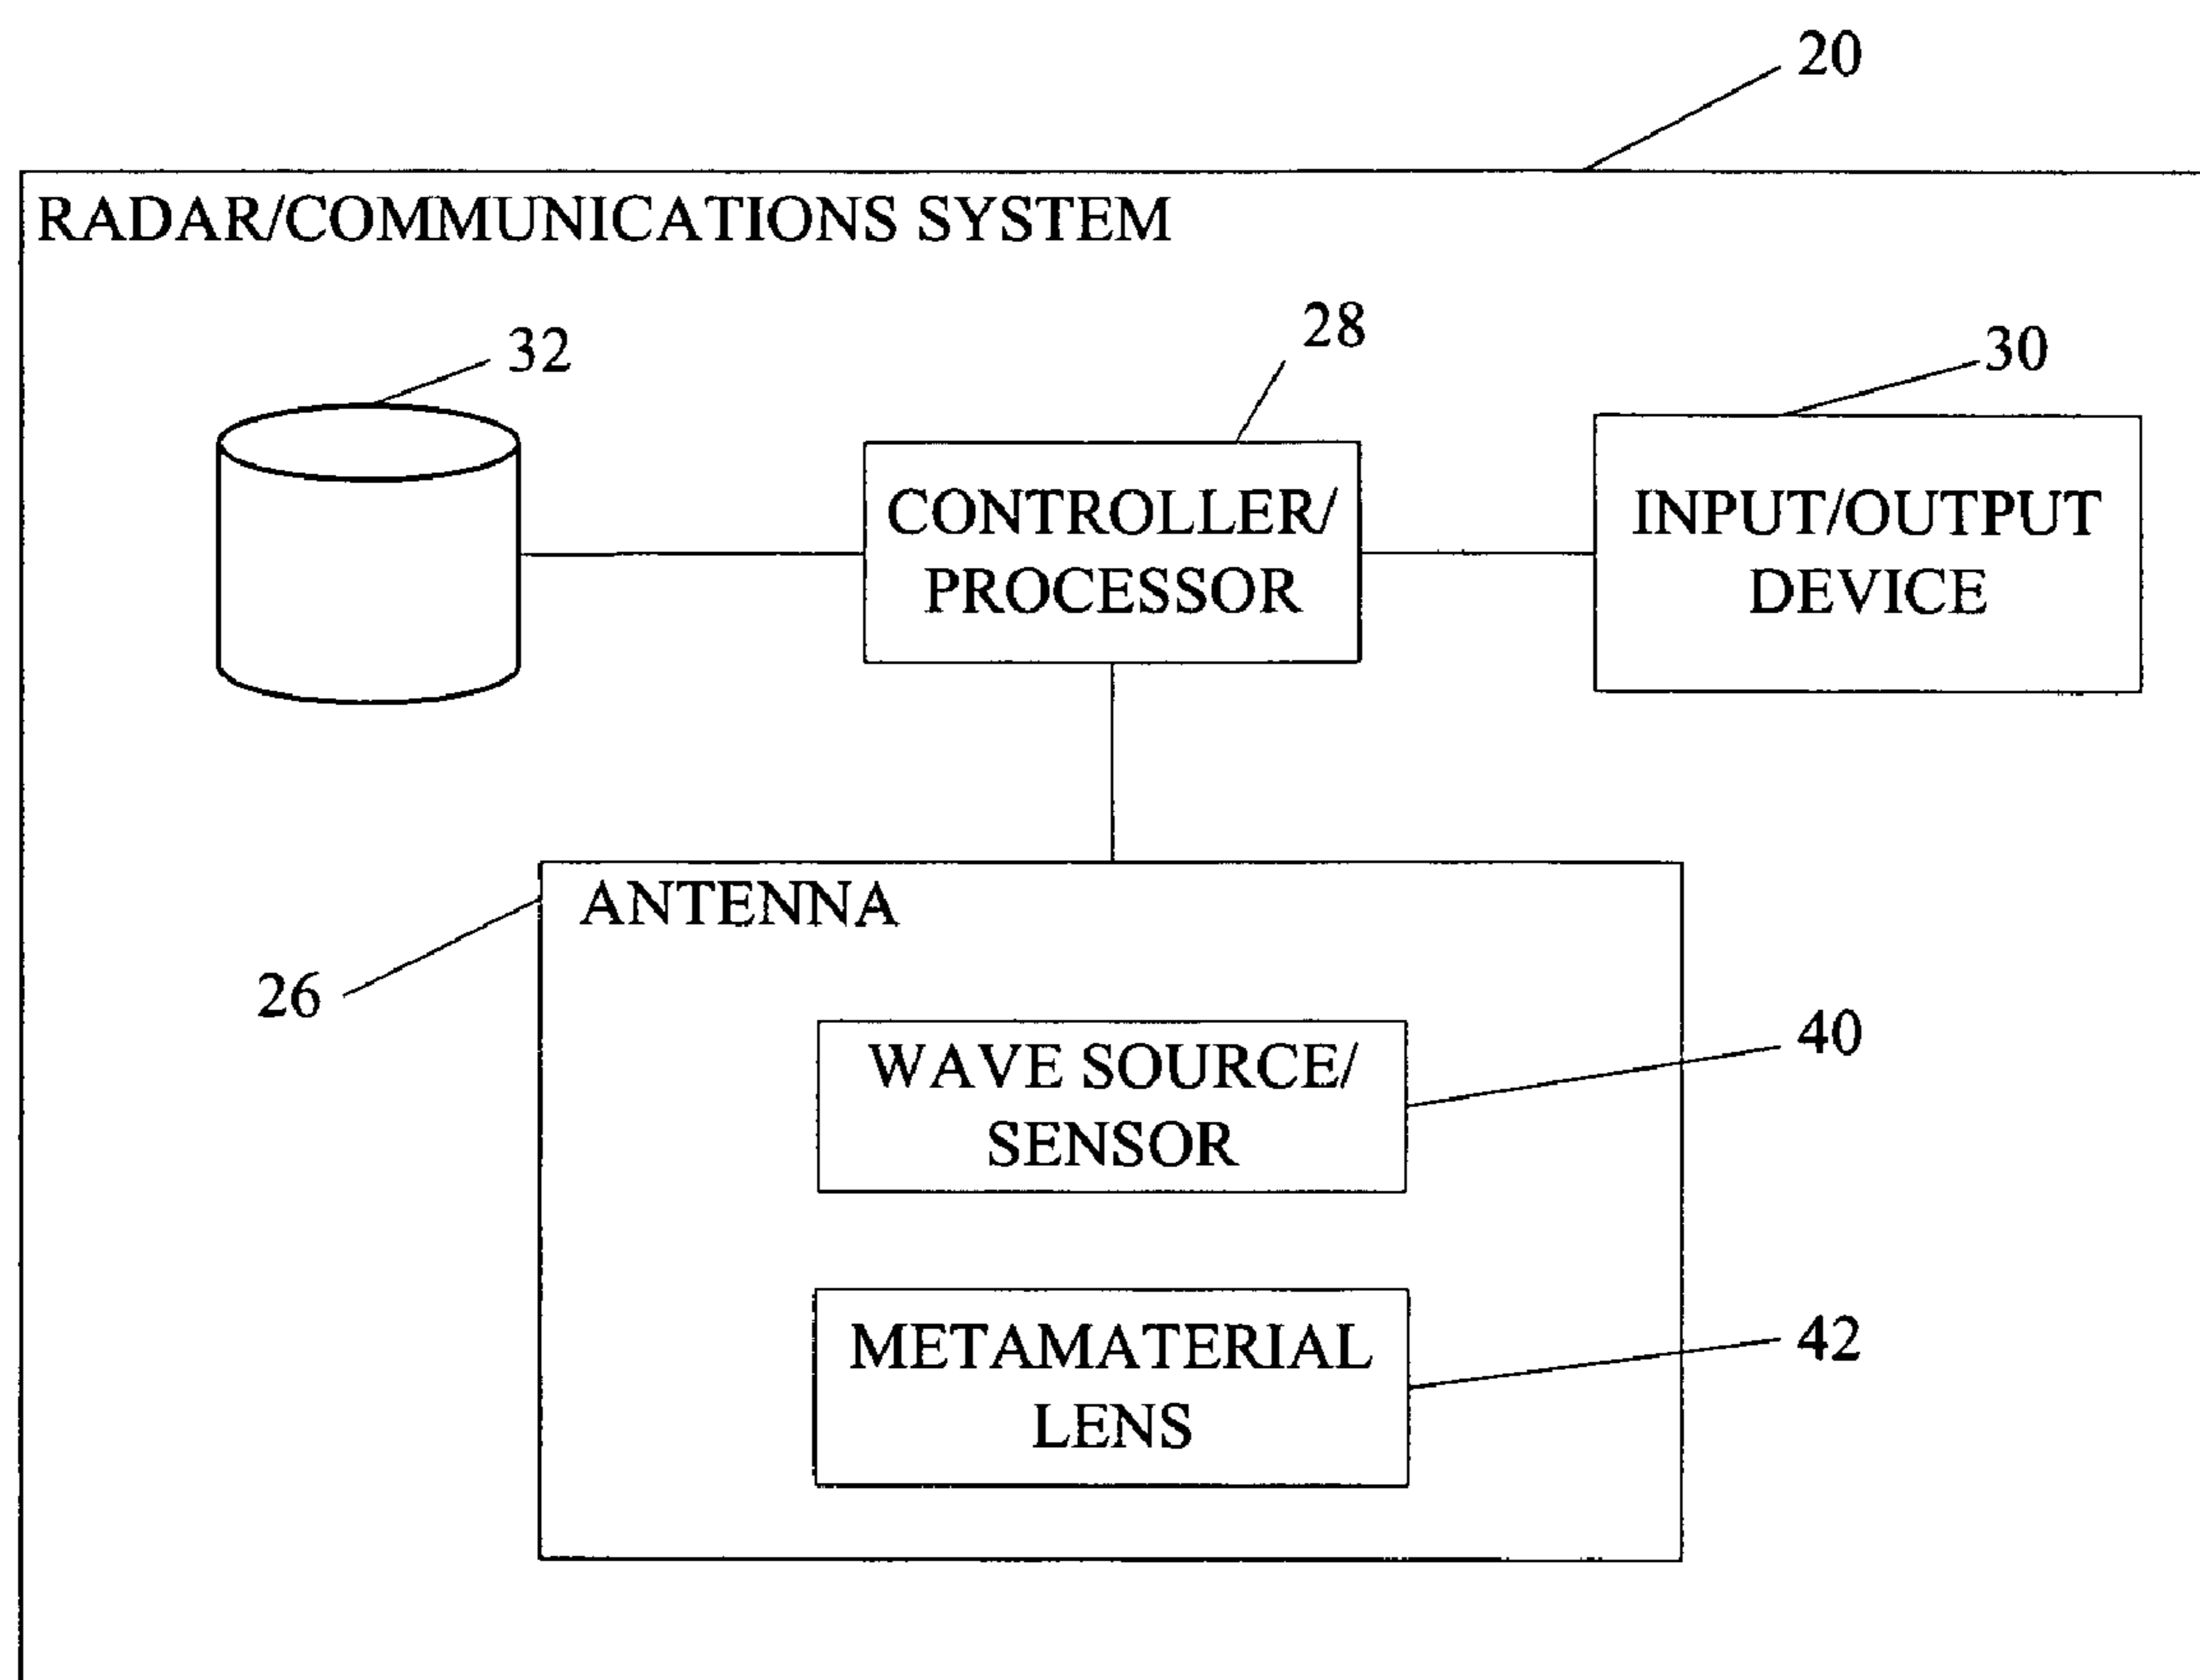 20
RADAR/COMMUNICATIONS SYSTEM
32
28
30
CONTROLLER/
PROCESSOR
INPUT/OUTPUT
DEVICE
ANTENNA
26
WAVE SOURCE/
SENSOR
40
METAMATERIAL
LENS
42